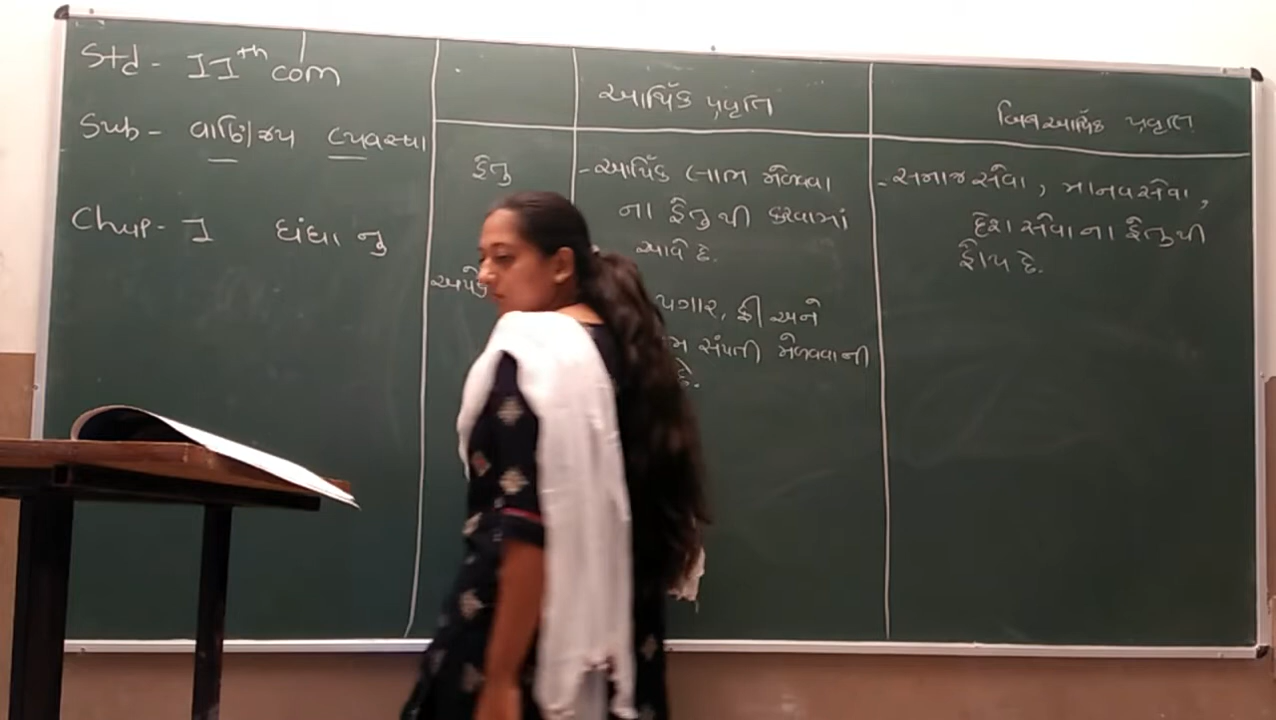 Std - 11th com
Sub - વાણિજ્ય વ્યવસ્થા
Chap - 1 ધંધા નુ
આર્થિક પ્રવૃતિ
બિનઆર્થિક પ્રવૃતિ
હેતુ
- આર્થિક લાભ મેળવવા
ના હેતુથી કરવામાં
આવે છે.
પગાર, ફી અને
સંપતી મેળવવાની
છે.
- સમાજસેવા, માનવસેવા,
દેશ સેવાના હેતુથી
હોય છે.